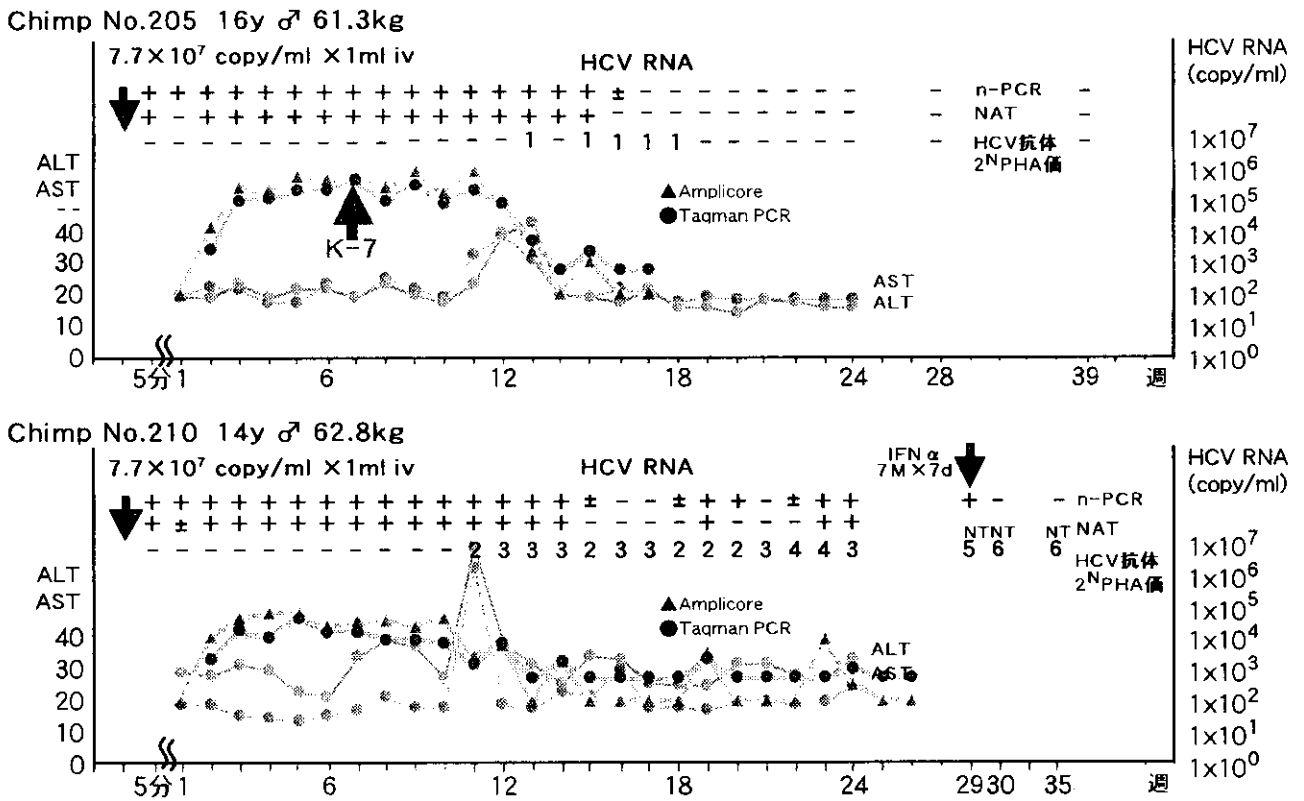 Chimp No.205 16y ♂ 61.3kg
7.7×10⁷ copy/ml ×1ml iv
HCV RNA
HCV RNA
(copy/ml)
+ + + + + + + + + + + + + + + + ± - - - - - - - - - - n-PCR -
+ - + + + + + + + + + + + + + + - - - - - - - - - - - NAT -
- - - - - - - - - - - - - 1 - 1 1 1 1 - - - - - - - - HCV抗体 -
2ᴺPHA価
ALT
AST
--
40
30
20
10
0
▲Amplicore
●Taqman PCR
K-7
AST
ALT
1×10⁷
1×10⁶
1×10⁵
1×10⁴
1×10³
1×10²
1×10¹
1×10⁰
5分 1 6 12 18 24 28 39 週
Chimp No.210 14y ♂ 62.8kg
7.7×10⁷ copy/ml ×1ml iv
HCV RNA
IFN α
7M×7d
HCV RNA
(copy/ml)
+ + + + + + + + + + + + + + + ± - - ± + + - ± + + + - - n-PCR
+ ± + + + + + + + + + + + + + - - - - + - - - + + NT NT NT NAT
- - - - - - - - - - - 2 3 3 3 2 3 3 2 2 2 3 4 4 3 5 6 6 HCV抗体
2ᴺPHA価
ALT
AST
40
30
20
10
0
▲Amplicore
●Taqman PCR
ALT
AST
1×10⁷
1×10⁶
1×10⁵
1×10⁴
1×10³
1×10²
1×10¹
1×10⁰
5分 1 6 12 18 24 29 30 35 週